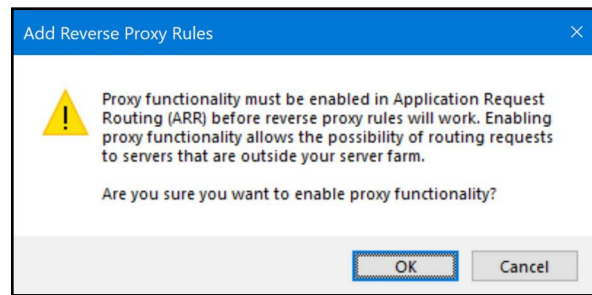 Add Reverse Proxy Rules
Proxy functionality must be enabled in Application Request
Routing (ARR) before reverse proxy rules will work. Enabling
proxy functionality allows the possibility of routing requests
to servers that are outside your server farm.
Are you sure you want to enable proxy functionality?
OK Cancel